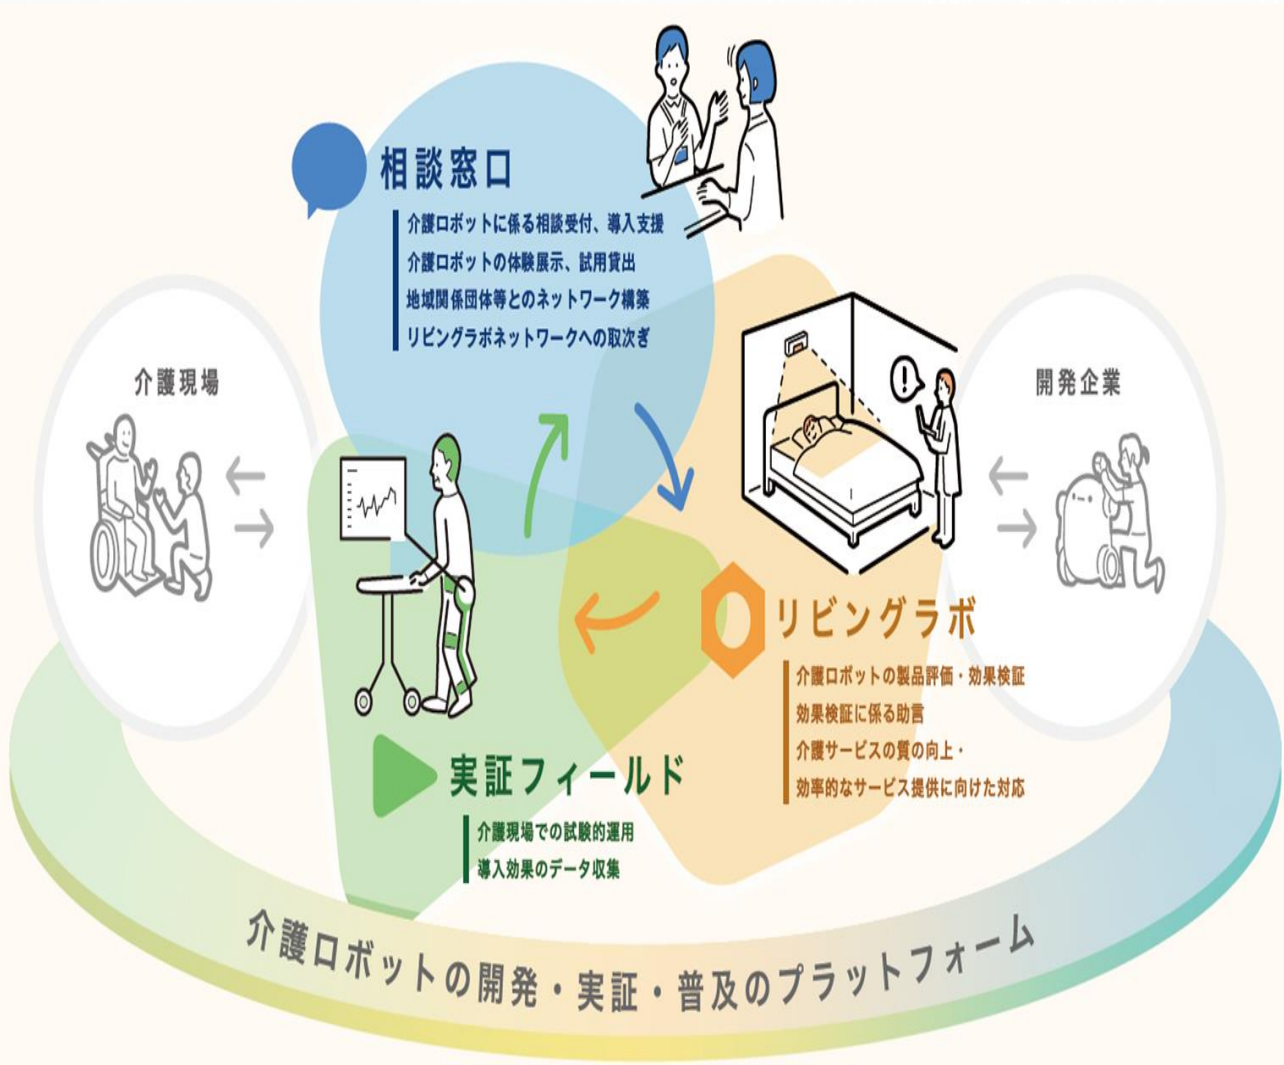 相談窓口
介護ロボットに係る相談受付、導入支援
介護ロボットの体験展示、試用貸出
地域関係団体等とのネットワーク構築
リビングラボネットワークへの取次ぎ
介護現場
開発企業
リビングラボ
介護ロボットの製品評価・効果検証
効果検証に係る助言
介護サービスの質の向上・
効率的なサービス提供に向けた対応
実証フィールド
介護現場での試験的運用
導入効果のデータ収集
介護ロボットの開発・実証・普及のプラットフォーム